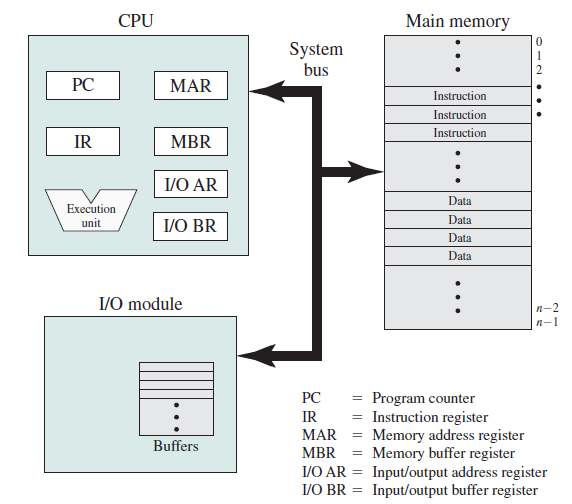 CPU
PC
MAR
IR
MBR
I/O AR
Execution
unit
I/O BR
System
bus
Main memory
0
1
2
Instruction
Instruction
Instruction
Data
Data
Data
Data
n−2
n−1
I/O module
Buffers
PC = Program counter
IR = Instruction register
MAR = Memory address register
MBR = Memory buffer register
I/O AR = Input/output address register
I/O BR = Input/output buffer register